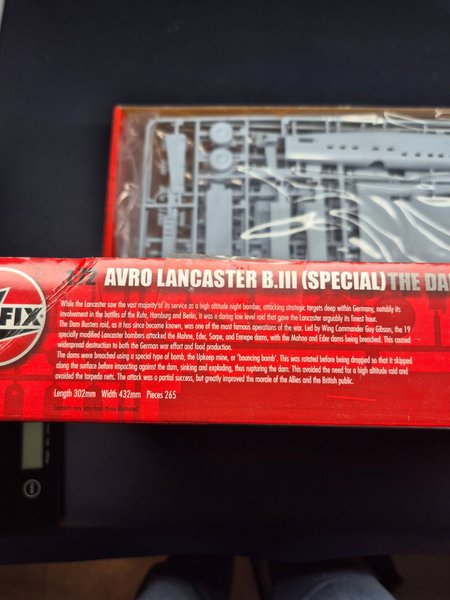 1/72 AVRO LANCASTER B.III (SPECIAL) THE DA
FIX
While the Lancaster saw the vast majority of its service as a high altitude night bomber, attacking strategic targets deep within Germany, notably its
involvement in the battles of the Ruhr, Hamburg and Berlin, it was a daring low level raid that gave the Lancaster arguably its finest hour.
The Dam Busters raid, as it has since become known, was one of the most famous operations of the war. Led by Wing Commander Guy Gibson, the 19
specially modified Lancaster bombers attacked the Mohne, Eder, Sorpe, and Ennepe dams, with the Mohne and Eder dams being breached. This caused
widespread destruction to both the German war effort and food production.
The dams were breached using a special type of bomb, the Upkeep mine, or 'bouncing bomb'. This was rotated before being dropped so that it skipped
along the surface before impacting against the dam, sinking and exploding, thus rupturing the dam. This avoided the need for a high altitude raid and
avoided the torpedo nets. The attack was a partial success, but greatly improved the morale of the Allies and the British public.
Length 302mm Width 432mm Pieces 265
Contents may vary from those illustrated